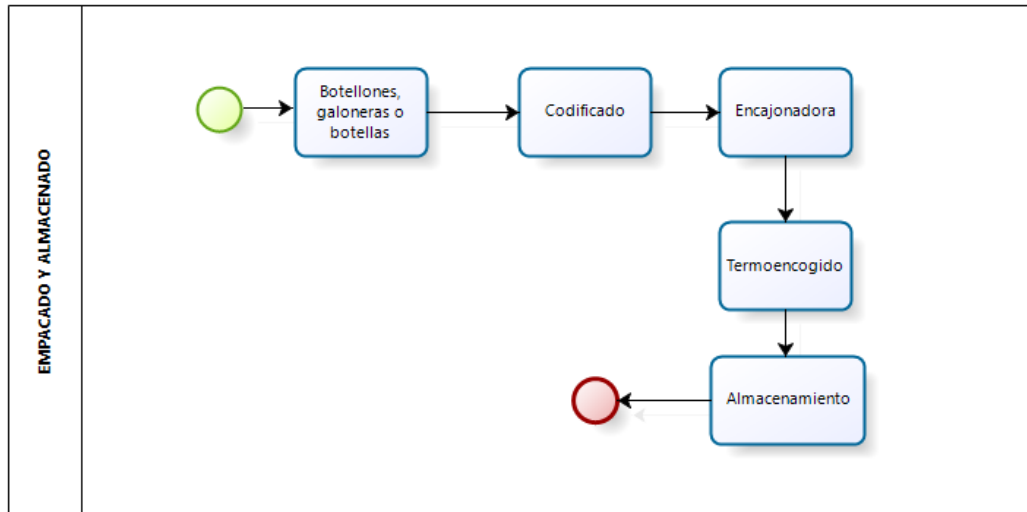 EMPACADO Y ALMACENADO
Botellones,
galoneras o
botellas
Codificado
Encajonadora
Termoencogido
Almacenamiento